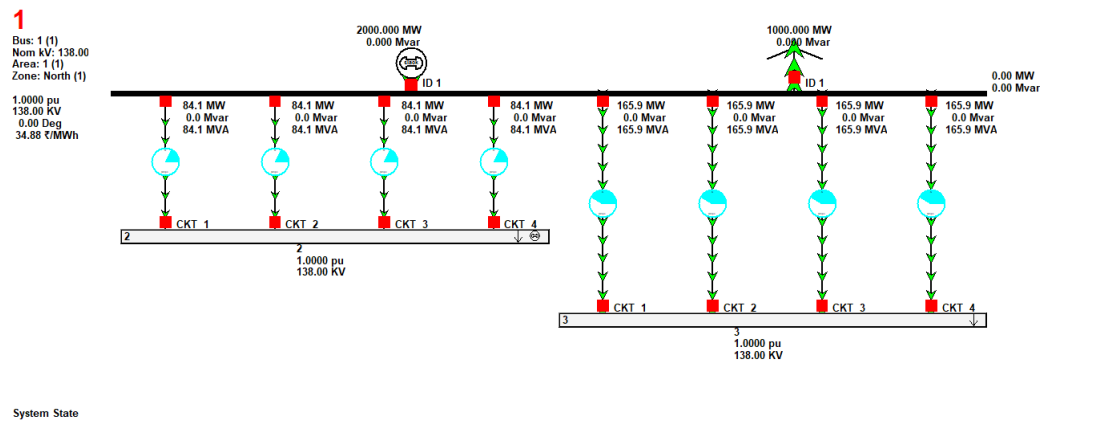 1
Bus: 1 (1)
Nom kV: 138.00
Area: 1 (1)
Zone: North (1)
1.0000 pu
138.00 KV
0.00 Deg
34.88 ₹/MWh
2000.000 MW
0.000 Mvar
ID 1
1000.000 MW
0.000 Mvar
ID 1
0.00 MW
0.00 Mvar
84.1 MW
0.0 Mvar
84.1 MVA
84.1 MW
0.0 Mvar
84.1 MVA
84.1 MW
0.0 Mvar
84.1 MVA
84.1 MW
0.0 Mvar
84.1 MVA
165.9 MW
0.0 Mvar
165.9 MVA
165.9 MW
0.0 Mvar
165.9 MVA
165.9 MW
0.0 Mvar
165.9 MVA
165.9 MW
0.0 Mvar
165.9 MVA
CKT 1
CKT 2
CKT 3
CKT 4
2
2
1.0000 pu
138.00 KV
CKT 1
CKT 2
CKT 3
CKT 4
3
3
1.0000 pu
138.00 KV
System State